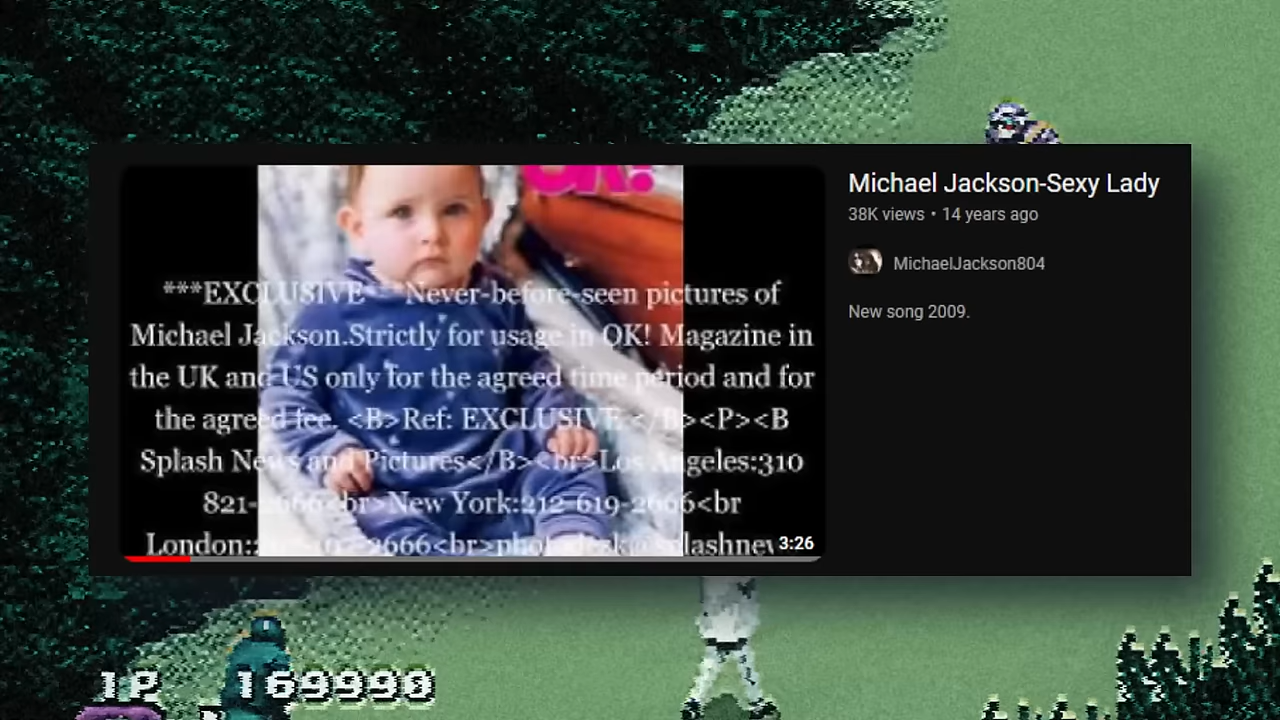 OK!
Michael Jackson-Sexy Lady
38K views • 14 years ago
MichaelJackson804
New song 2009.
***EXCLUSIVE***Never-before-seen pictures of
Michael Jackson.Strictly for usage in OK! Magazine in
the UK and US only for the agreed time period and for
the agreed fee. <B>Ref: EXCLUSIVE </B><P><B
Splash News and Pictures</B><br>Los Angeles:310
821-2666<br>New York:212-619-2666<br
London:
3:26
1P 169990